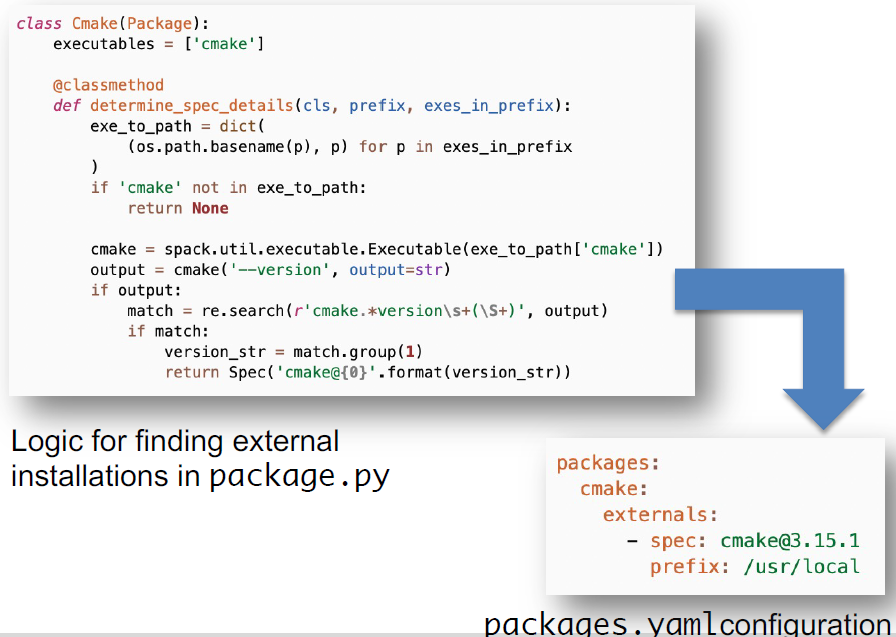 class Cmake(Package):
    executables = ['cmake']

    @classmethod
    def determine_spec_details(cls, prefix, exes_in_prefix):
        exe_to_path = dict(
            (os.path.basename(p), p) for p in exes_in_prefix
        )
        if 'cmake' not in exe_to_path:
            return None

        cmake = spack.util.executable.Executable(exe_to_path['cmake'])
        output = cmake('--version', output=str)
        if output:
            match = re.search(r'cmake.*version\s+(\S+)', output)
            if match:
                version_str = match.group(1)
                return Spec('cmake@{0}'.format(version_str))
Logic for finding external
installations in package.py
packages:
  cmake:
    externals:
      - spec: cmake@3.15.1
        prefix: /usr/local
packages.yamlconfiguration